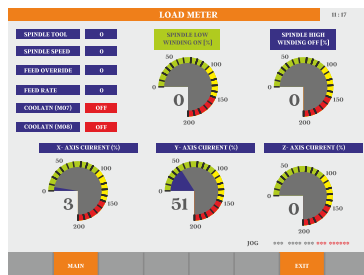 LOAD METER
11 : 17
SPINDLE TOOL 0
SPINDLE SPEED 0
FEED OVERRIDE 0
FEED RATE 0
COOLATN (M07) OFF
COOLATN (M08) OFF
SPINDLE LOW
WINDING ON [%]
0 50 100 150 200
0
SPINDLE HIGH
WINDING OFF [%]
0 50 100 150 200
0
X- AXIS CURRENT (%)
0 50 100 150 200
3
Y- AXIS CURRENT (%)
0 50 100 150 200
51
Z- AXIS CURRENT (%)
0 50 100 150 200
0
JOG *** **** *** *** ******
MAIN
EXIT